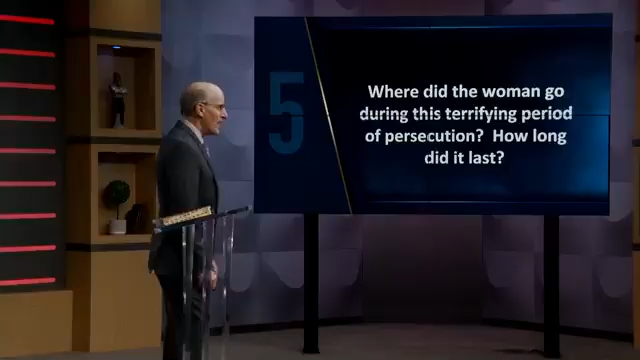 5
Where did the woman go
during this terrifying period
of persecution? How long
did it last?